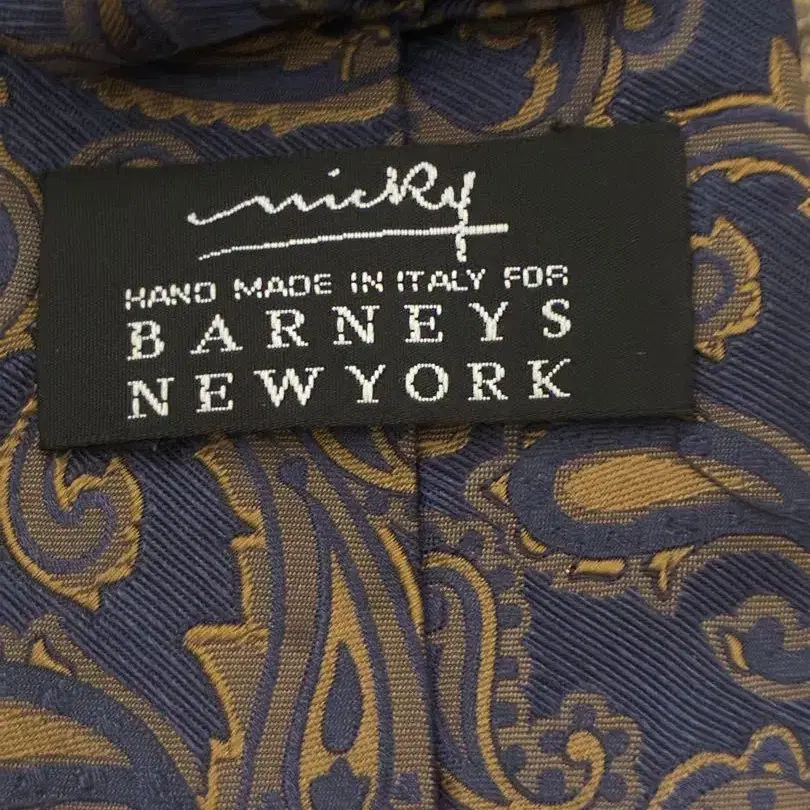 nicky
HAND MADE IN ITALY FOR
BARNEYS
NEW YORK